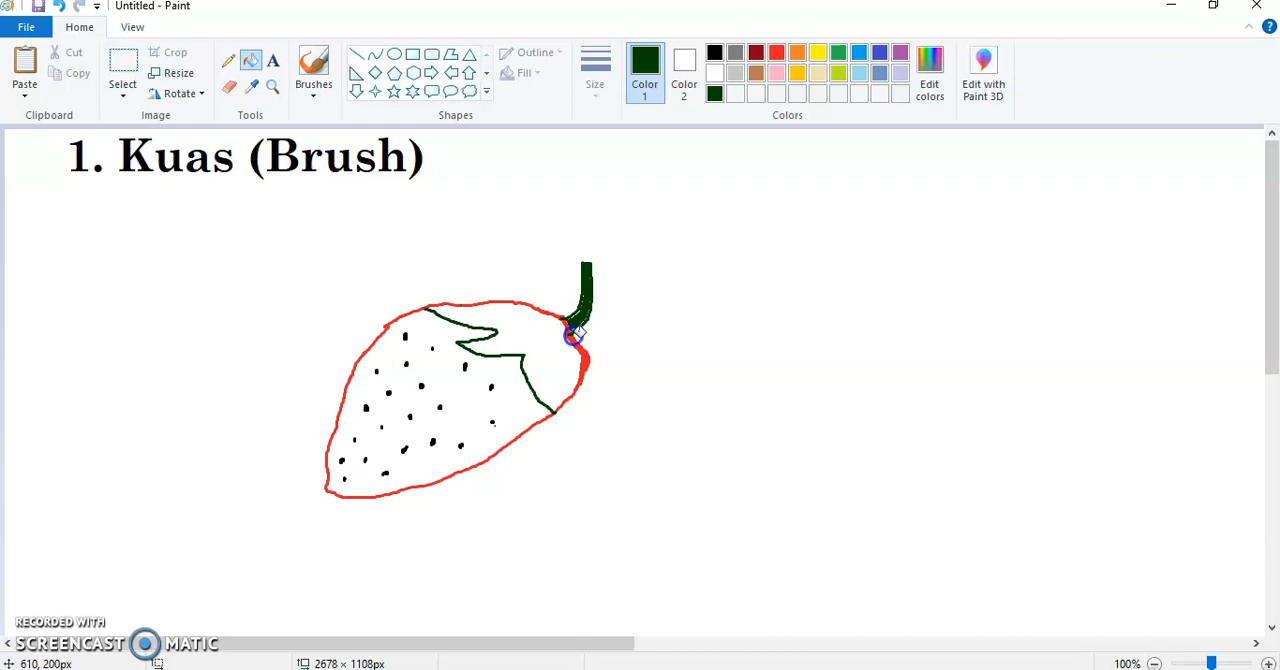 Untitled - Paint
File
Home
View
Paste
Cut
Copy
Clipboard
Select
Crop
Resize
Rotate
Image
A
Tools
Brushes
Shapes
Outline
Fill
Size
Color 1
Color 2
Colors
Edit colors
Edit with Paint 3D
1. Kuas (Brush)
RECORDED WITH
SCREENCAST MATIC
610, 200px
2678 × 1108px
100%